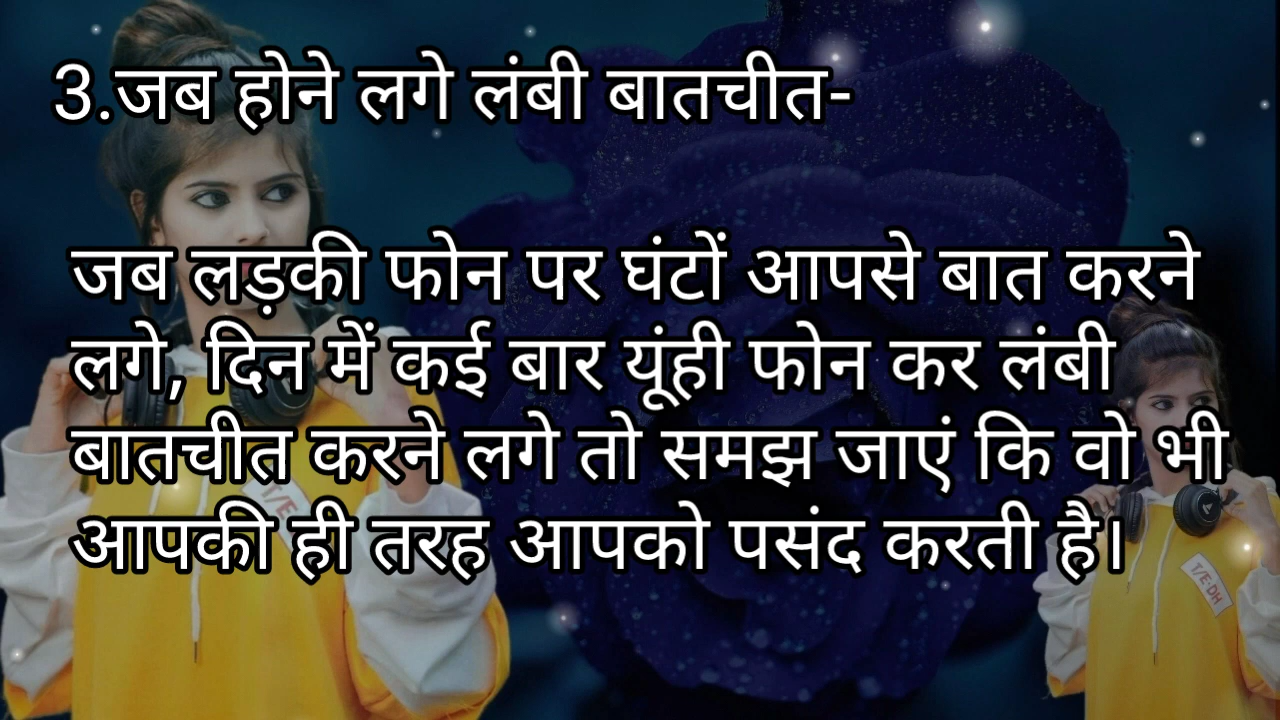 3.जब होने लगे लंबी बातचीत-
जब लड़की फोन पर घंटों आपसे बात करने
लगे, दिन में कई बार यूंही फोन कर लंबी
बातचीत करने लगे तो समझ जाएं कि वो भी
आपकी ही तरह आपको पसंद करती है।
T/E
T/E-DH